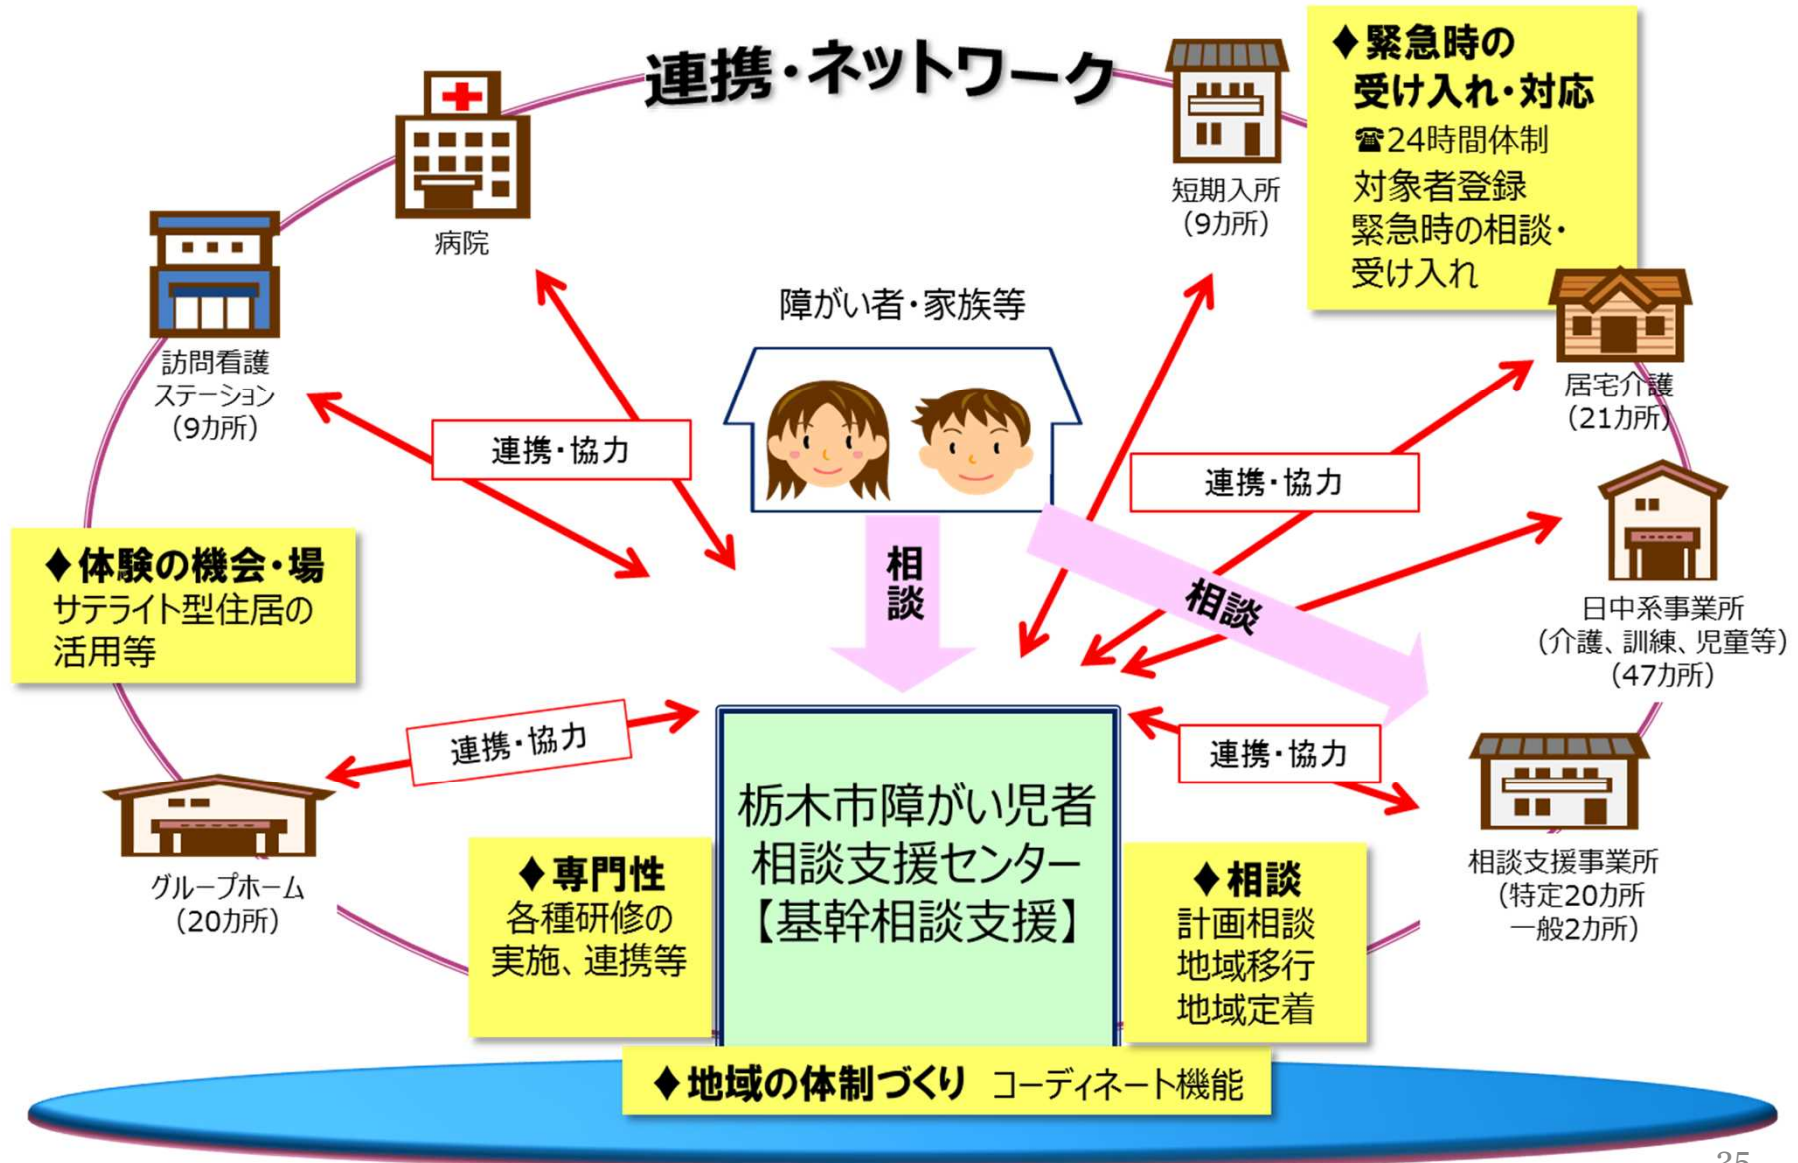 連携・ネットワーク
◆緊急時の
受け入れ・対応
☎24時間体制
対象者登録
緊急時の相談・
受け入れ
病院
短期入所
(9カ所)
訪問看護
ステーション
(9カ所)
障がい者・家族等
居宅介護
(21カ所)
連携・協力
連携・協力
相談
相談
◆体験の機会・場
サテライト型住居の
活用等
日中系事業所
(介護、訓練、児童等)
(47カ所)
連携・協力
連携・協力
グループホーム
(20カ所)
栃木市障がい児者
相談支援センター
【基幹相談支援】
◆専門性
各種研修の
実施、連携等
◆相談
計画相談
地域移行
地域定着
相談支援事業所
(特定20カ所
一般2カ所)
◆地域の体制づくり コーディネート機能
35